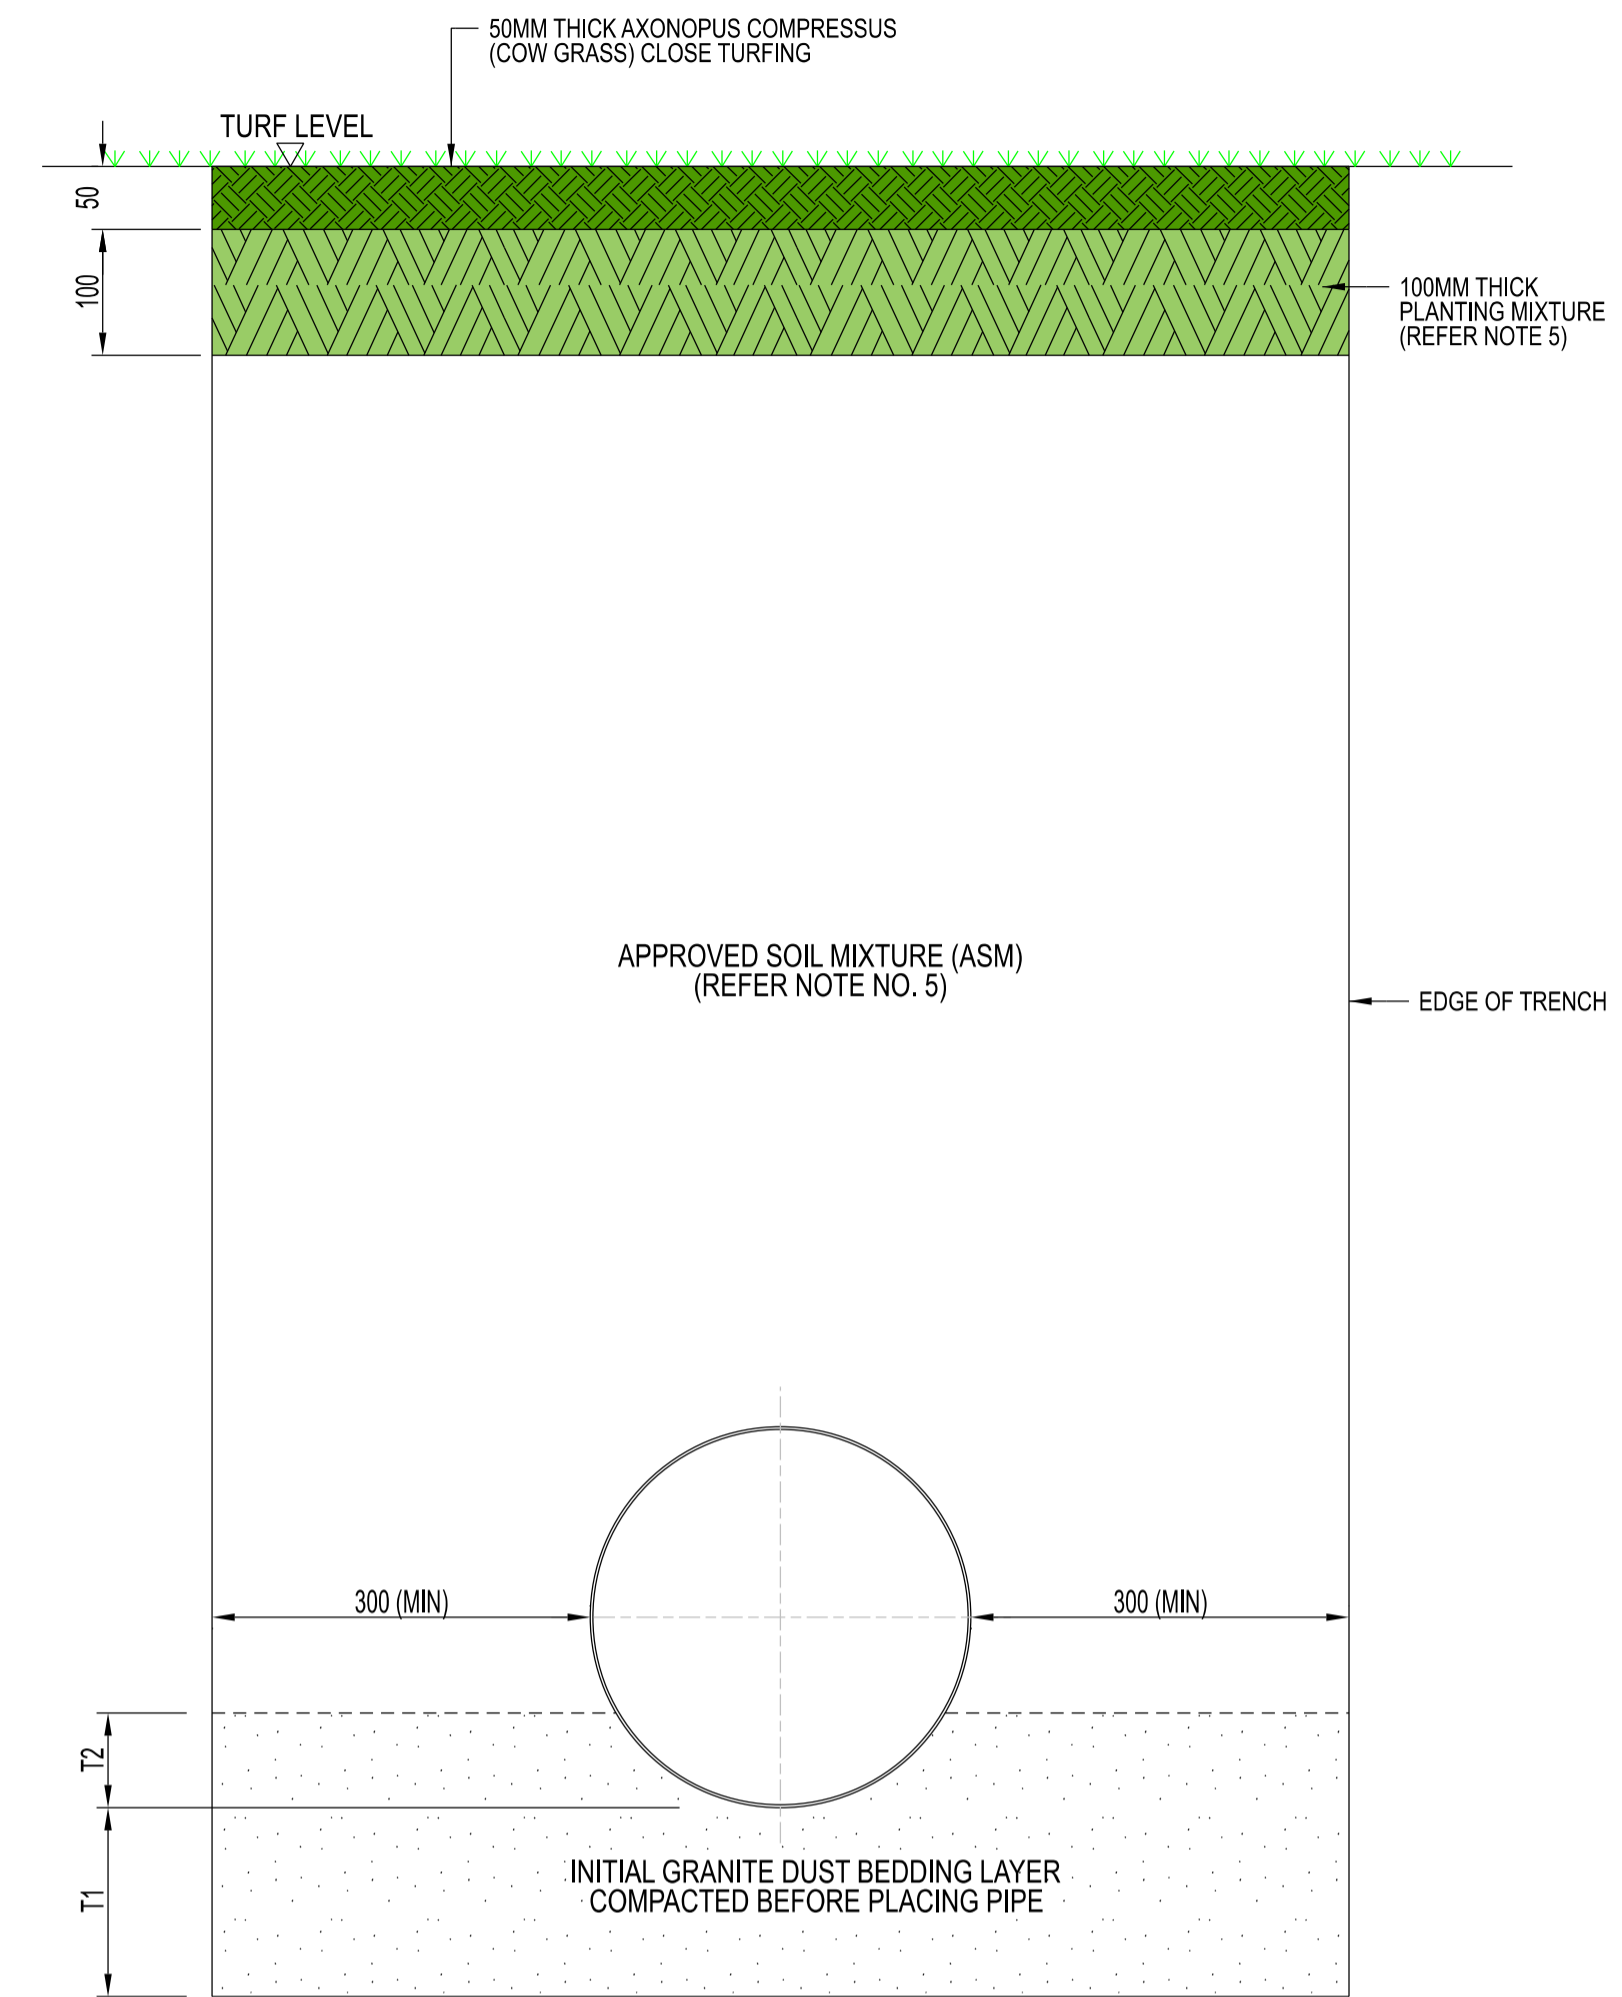 50MM THICK AXONOPUS COMPRESSUS
(COW GRASS) CLOSE TURFING
TURF LEVEL
50
100
100MM THICK
PLANTING MIXTURE
(REFER NOTE 5)
APPROVED SOIL MIXTURE (ASM)
(REFER NOTE NO. 5)
EDGE OF TRENCH
300 (MIN)
300 (MIN)
T2
T1
INITIAL GRANITE DUST BEDDING LAYER
COMPACTED BEFORE PLACING PIPE